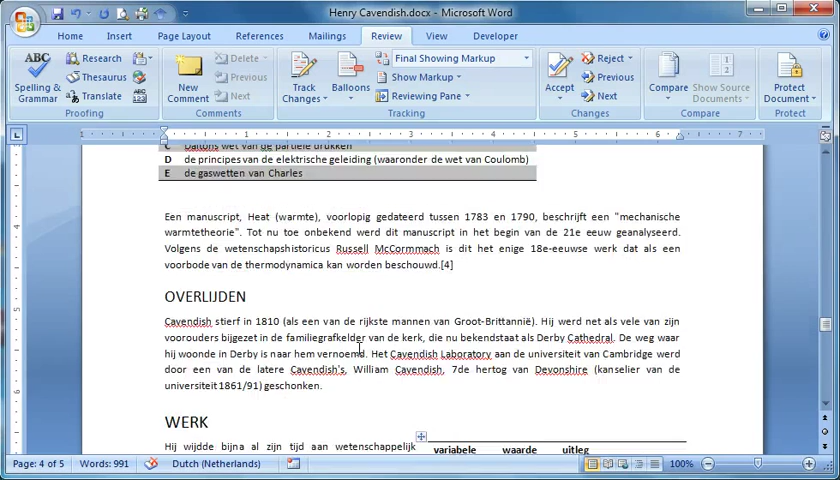 Henry Cavendish.docx - Microsoft Word
Home Insert Page Layout References Mailings Review View Developer
ABC Research Delete Final Showing Markup Reject
Thesaurus Previous Show Markup Previous
Spelling & Grammar Translate ABC 123 New Comment Next Track Changes Balloons Reviewing Pane Accept Next Compare Show Source Documents Protect Document
Proofing Comments Tracking Changes Compare Protect
L 1 1 2 3 4 5 6 7
C Daltons wet van de partiële drukken
D de principes van de elektrische geleiding (waaronder de wet van Coulomb)
E de gaswetten van Charles
Een manuscript, Heat (warmte), voorlopig gedateerd tussen 1783 en 1790, beschrijft een "mechanische
warmtetheorie". Tot nu toe onbekend werd dit manuscript in het begin van de 21e eeuw geanalyseerd.
Volgens de wetenschapshistoricus Russell McCormmach is dit het enige 18e-eeuwse werk dat als een
voorbode van de thermodynamica kan worden beschouwd.[4]
OVERLIJDEN
Cavendish stierf in 1810 (als een van de rijkste mannen van Groot-Brittannië). Hij werd net als vele van zijn
voorouders bijgezet in de familiegrafkelder van de kerk, die nu bekendstaat als Derby Cathedral. De weg waar
hij woonde in Derby is naar hem vernoemd. Het Cavendish Laboratory aan de universiteit van Cambridge werd
door een van de latere Cavendish's, William Cavendish, 7de hertog van Devonshire (kanselier van de
universiteit 1861/91) geschonken.
WERK
Hij wijdde bijna al zijn tijd aan wetenschappelijk variabele waarde uitleg
Page: 4 of 5 Words: 991 Dutch (Netherlands) 100%